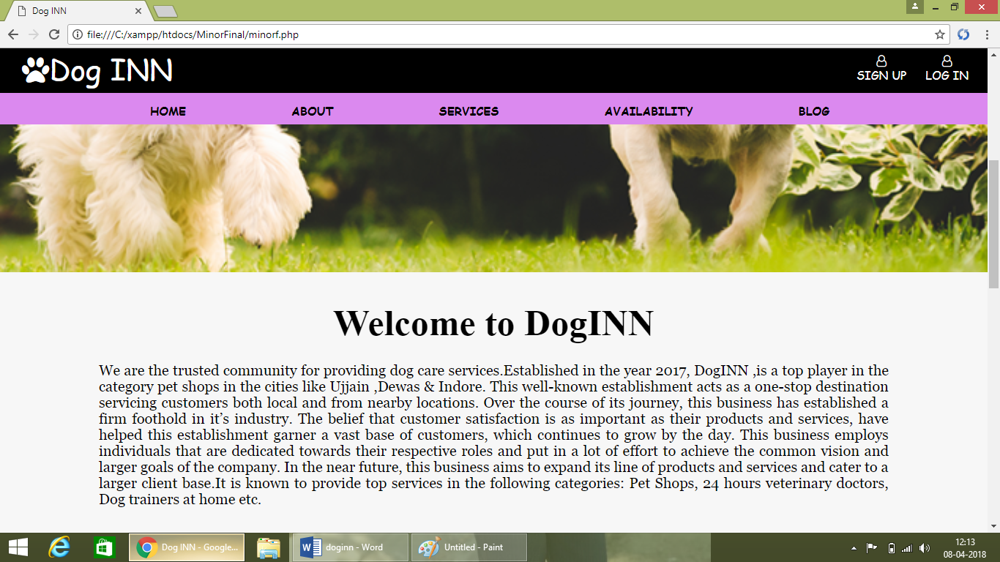 Dog INN
file:///C:/xampp/htdocs/MinorFinal/minorf.php
Dog INN
SIGN UP LOG IN
HOME ABOUT SERVICES AVAILABILITY BLOG
Welcome to DogINN
We are the trusted community for providing dog care services.Established in the year 2017, DogINN ,is a top player in the
category pet shops in the cities like Ujjain ,Dewas & Indore. This well-known establishment acts as a one-stop destination
servicing customers both local and from nearby locations. Over the course of its journey, this business has established a
firm foothold in it’s industry. The belief that customer satisfaction is as important as their products and services, have
helped this establishment garner a vast base of customers, which continues to grow by the day. This business employs
individuals that are dedicated towards their respective roles and put in a lot of effort to achieve the common vision and
larger goals of the company. In the near future, this business aims to expand its line of products and services and cater to a
larger client base.It is known to provide top services in the following categories: Pet Shops, 24 hours veterinary doctors,
Dog trainers at home etc.
Dog INN - Google... doginn - Word Untitled - Paint 12:13
08-04-2018